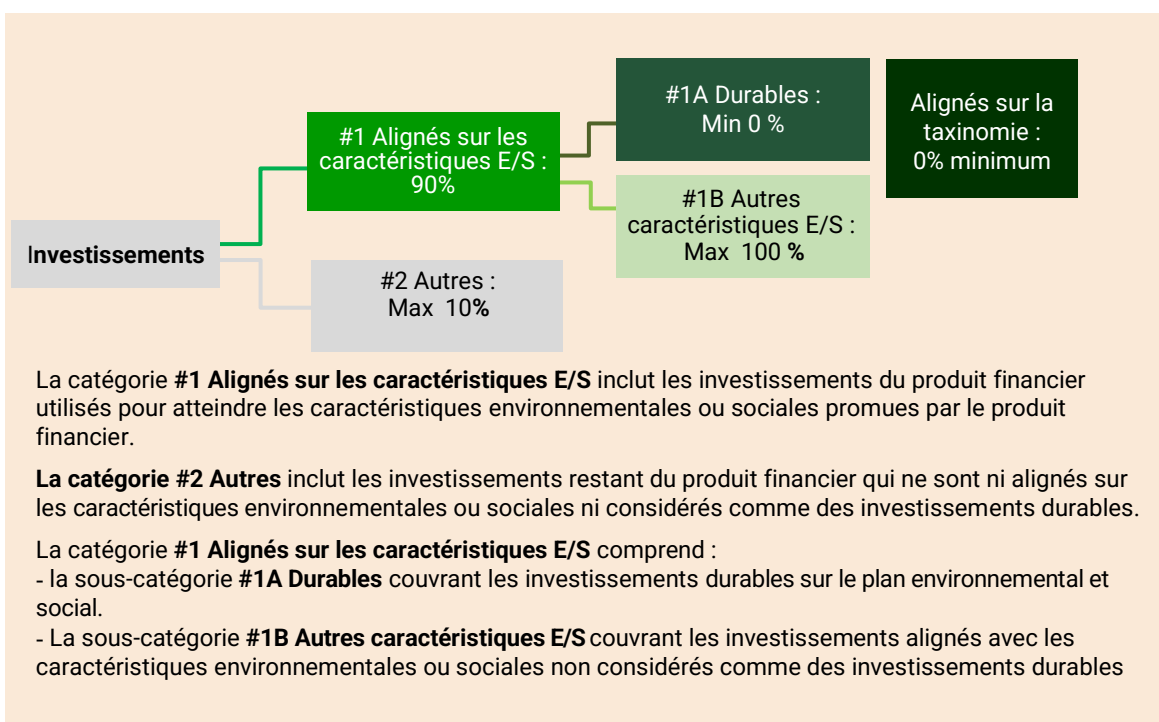 #1A Durables :
Min 0 %
Alignés sur la
taxinomie :
0% minimum
#1 Alignés sur les
caractéristiques E/S :
90%
#1B Autres
caractéristiques E/S :
Max 100 %
Investissements
#2 Autres :
Max 10%
La catégorie #1 Alignés sur les caractéristiques E/S inclut les investissements du produit financier
utilisés pour atteindre les caractéristiques environnementales ou sociales promues par le produit
financier.
La catégorie #2 Autres inclut les investissements restant du produit financier qui ne sont ni alignés sur
les caractéristiques environnementales ou sociales ni considérés comme des investissements durables.
La catégorie #1 Alignés sur les caractéristiques E/S comprend :
- la sous-catégorie #1A Durables couvrant les investissements durables sur le plan environnemental et
social.
- La sous-catégorie #1B Autres caractéristiques E/S couvrant les investissements alignés avec les
caractéristiques environnementales ou sociales non considérés comme des investissements durables